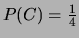 P(C) = 1/4